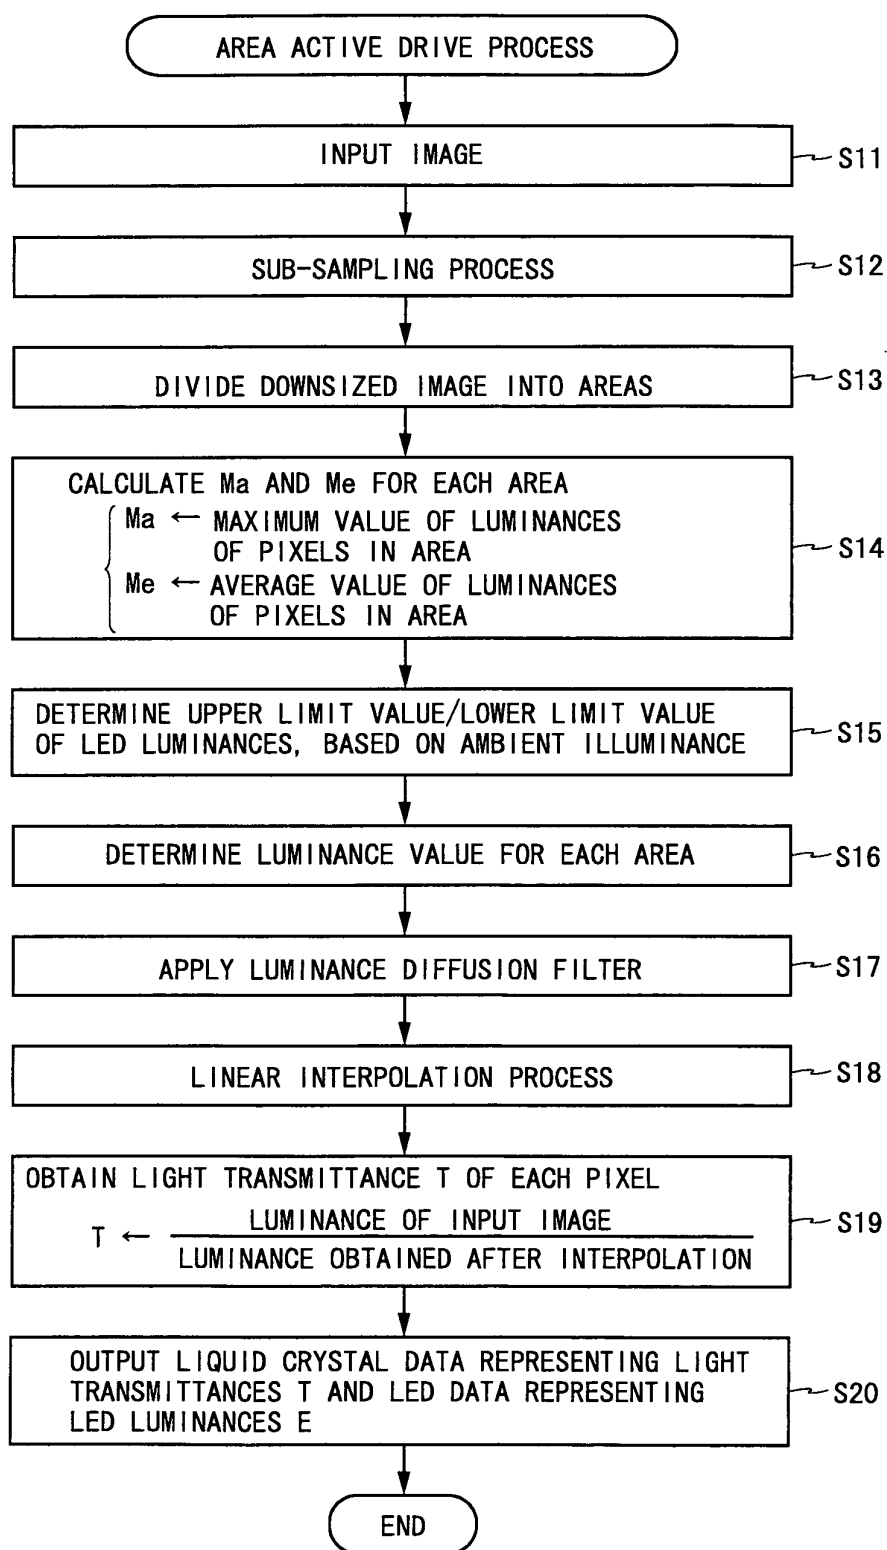 AREA ACTIVE DRIVE PROCESS
INPUT IMAGE
S11
SUB-SAMPLING PROCESS
S12
DIVIDE DOWNSIZED IMAGE INTO AREAS
S13
CALCULATE Ma AND Me FOR EACH AREA
Ma ← MAXIMUM VALUE OF LUMINANCES
OF PIXELS IN AREA
Me ← AVERAGE VALUE OF LUMINANCES
OF PIXELS IN AREA
S14
DETERMINE UPPER LIMIT VALUE/LOWER LIMIT VALUE
OF LED LUMINANCES, BASED ON AMBIENT ILLUMINANCE
S15
DETERMINE LUMINANCE VALUE FOR EACH AREA
S16
APPLY LUMINANCE DIFFUSION FILTER
S17
LINEAR INTERPOLATION PROCESS
S18
OBTAIN LIGHT TRANSMITTANCE T OF EACH PIXEL
LUMINANCE OF INPUT IMAGE
T ←
LUMINANCE OBTAINED AFTER INTERPOLATION
S19
OUTPUT LIQUID CRYSTAL DATA REPRESENTING LIGHT
TRANSMITTANCES T AND LED DATA REPRESENTING
LED LUMINANCES E
S20
END